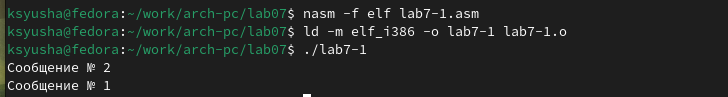 ksyusha@fedora:~/work/arch-pc/lab07$ nasm -f elf lab7-1.asm
ksyusha@fedora:~/work/arch-pc/lab07$ ld -m elf_i386 -o lab7-1 lab7-1.o
ksyusha@fedora:~/work/arch-pc/lab07$ ./lab7-1
Сообщение № 2
Сообщение № 1